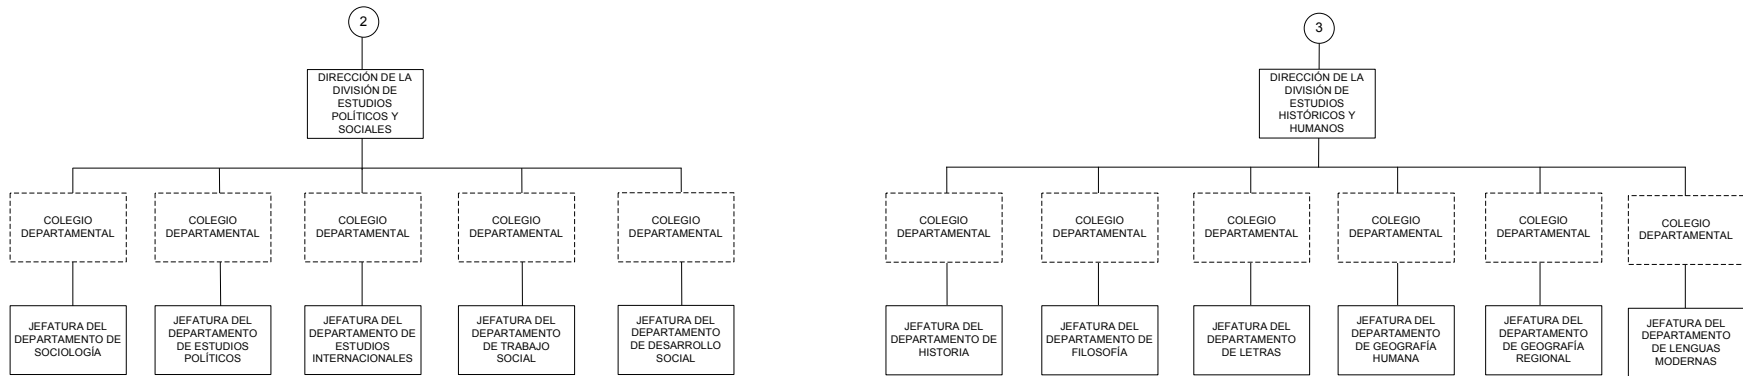 2
DIRECCIÓN DE LA
DIVISIÓN DE
ESTUDIOS
POLÍTICOS Y
SOCIALES
COLEGIO
DEPARTAMENTAL
COLEGIO
DEPARTAMENTAL
COLEGIO
DEPARTAMENTAL
COLEGIO
DEPARTAMENTAL
COLEGIO
DEPARTAMENTAL
JEFATURA DEL
DEPARTAMENTO DE
SOCIOLOGÍA
JEFATURA DEL
DEPARTAMENTO
DE ESTUDIOS
POLÍTICOS
JEFATURA DEL
DEPARTAMENTO DE
ESTUDIOS
INTERNACIONALES
JEFATURA DEL
DEPARTAMENTO
DE TRABAJO
SOCIAL
JEFATURA DEL
DEPARTAMENTO
DE DESARROLLO
SOCIAL
3
DIRECCIÓN DE LA
DIVISIÓN DE
ESTUDIOS
HISTÓRICOS Y
HUMANOS
COLEGIO
DEPARTAMENTAL
COLEGIO
DEPARTAMENTAL
COLEGIO
DEPARTAMENTAL
COLEGIO
DEPARTAMENTAL
COLEGIO
DEPARTAMENTAL
COLEGIO
DEPARTAMENTAL
JEFATURA DEL
DEPARTAMENTO DE
HISTORIA
JEFATURA DEL
DEPARTAMENTO DE
FILOSOFÍA
JEFATURA DEL
DEPARTAMENTO
DE LETRAS
JEFATURA DEL
DEPARTAMENTO
DE GEOGRAFÍA
HUMANA
JEFATURA DEL
DEPARTAMENTO
DE GEOGRAFÍA
REGIONAL
JEFATURA DEL
DEPARTAMENTO
DE LENGUAS
MODERNAS